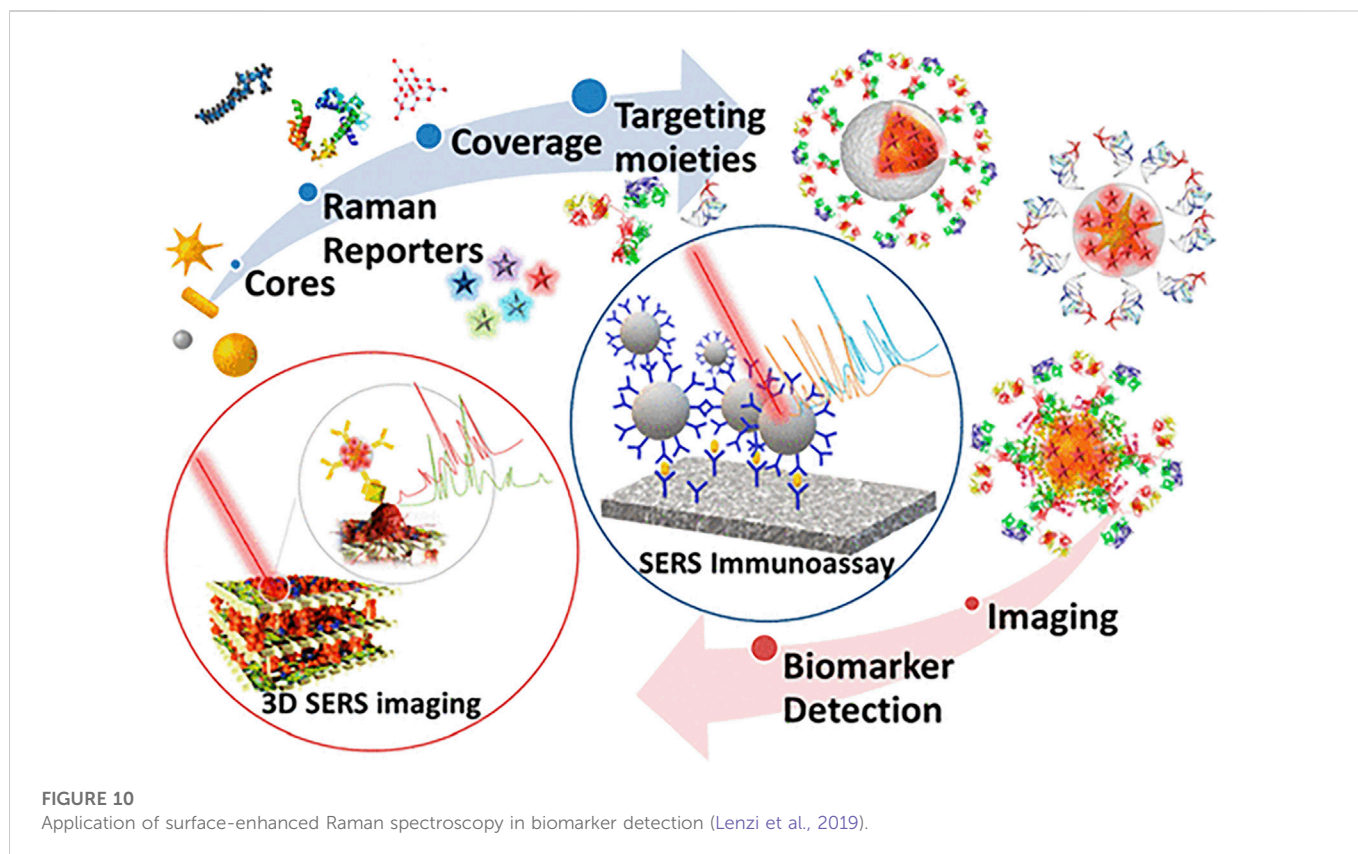 Targeting
moieties
Coverage
Raman
Reporters
Cores
SERS Immunoassay
3D SERS imaging
Imaging
Biomarker
Detection
FIGURE 10
Application of surface-enhanced Raman spectroscopy in biomarker detection (Lenzi et al., 2019).